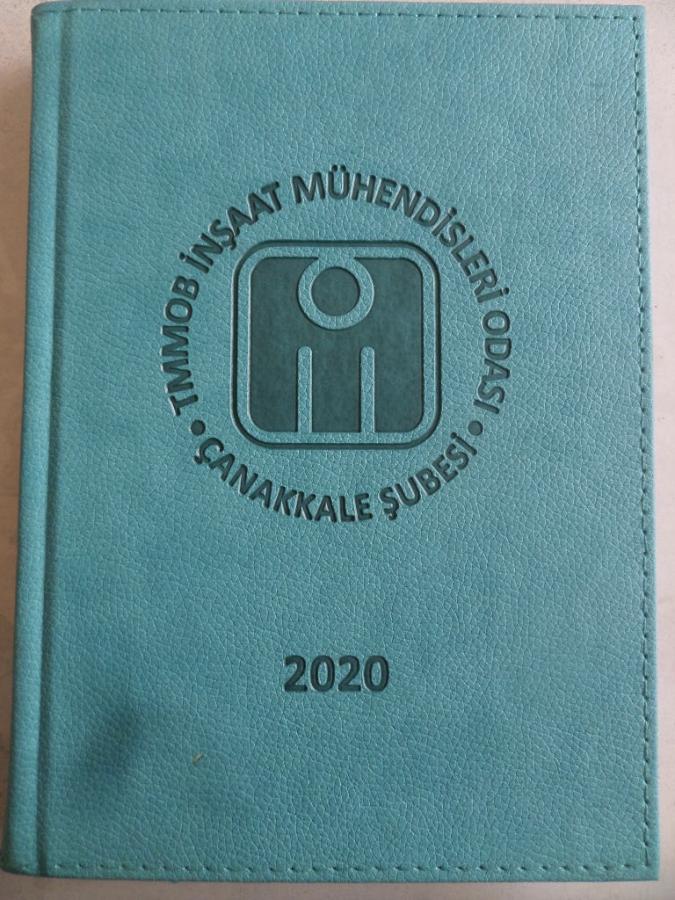 TMMOB İNŞAAT MÜHENDİSLERİ ODASI
• ÇANAKKALE ŞUBESİ •
2020